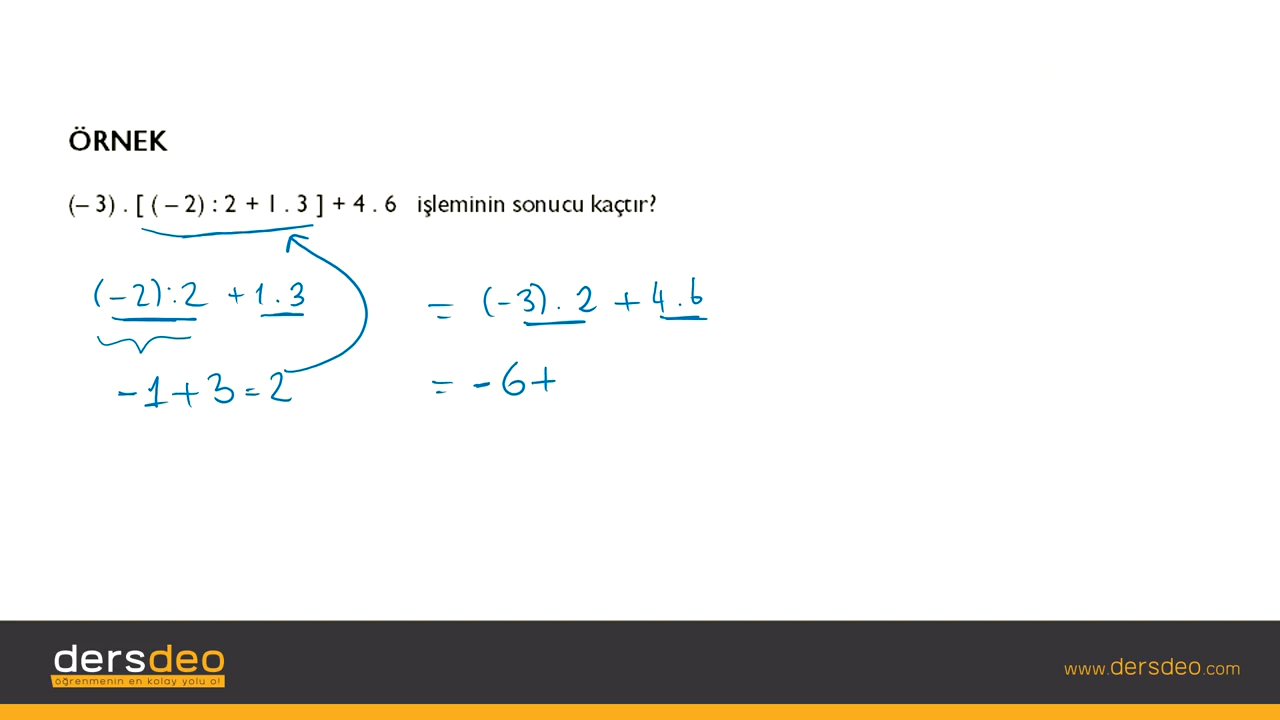 ÖRNEK
(– 3) . [ ( – 2) : 2 + 1 . 3 ] + 4 . 6 işleminin sonucu kaçtır?
(-2):2 + 1.3
= (-3).2 + 4.6
-1+3=2
= -6+
dersdeo
öğrenmenin en kolay yolu o!
www.dersdeo.com